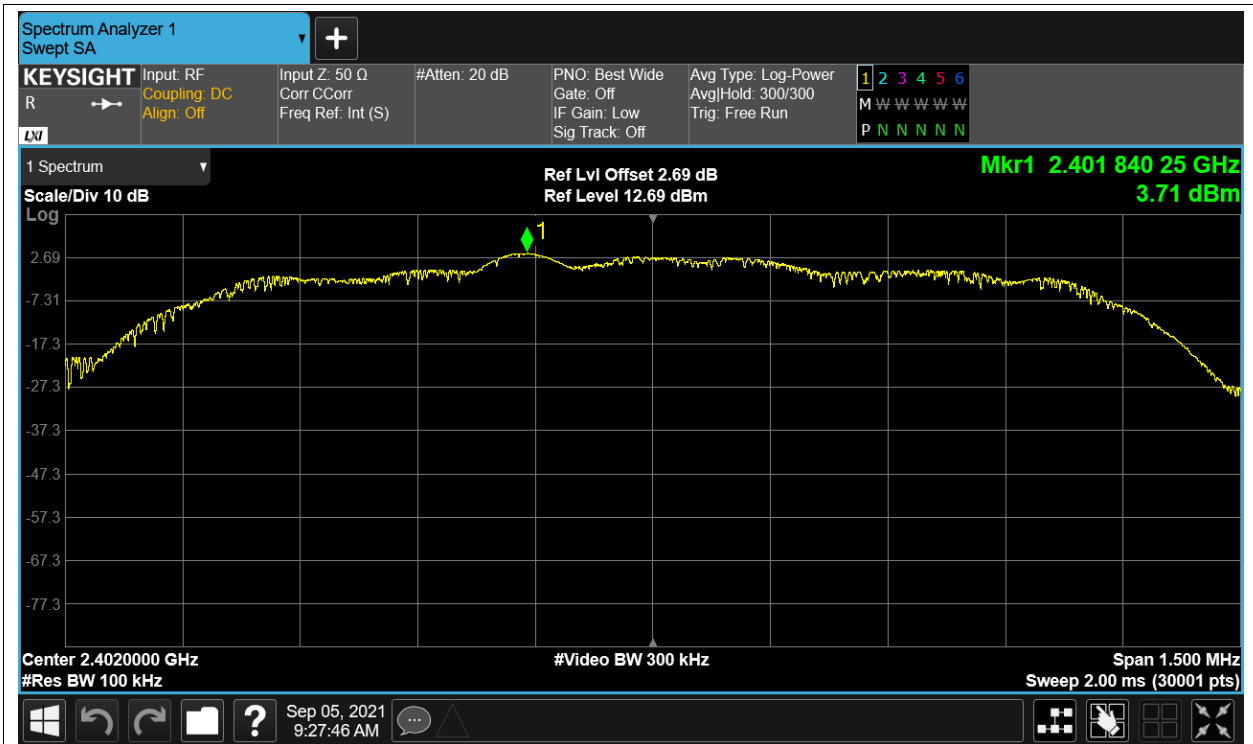 Spectrum Analyzer 1
Swept SA
KEYSIGHT
R
LXI
Input: RF
Coupling: DC
Align: Off
Input Z: 50 Ω
Corr CCorr
Freq Ref: Int (S)
#Atten: 20 dB
PNO: Best Wide
Gate: Off
IF Gain: Low
Sig Track: Off
Avg Type: Log-Power
Avg|Hold: 300/300
Trig: Free Run
1 2 3 4 5 6
M W W W W W
P N N N N N
1 Spectrum
Scale/Div 10 dB
Log
Ref Lvl Offset 2.69 dB
Ref Level 12.69 dBm
Mkr1 2.401 840 25 GHz
3.71 dBm
1
2.69
-7.31
-17.3
-27.3
-37.3
-47.3
-57.3
-67.3
-77.3
Center 2.4020000 GHz
#Video BW 300 kHz
Span 1.500 MHz
#Res BW 100 kHz
Sweep 2.00 ms (30001 pts)
?
Sep 05, 2021
9:27:46 AM